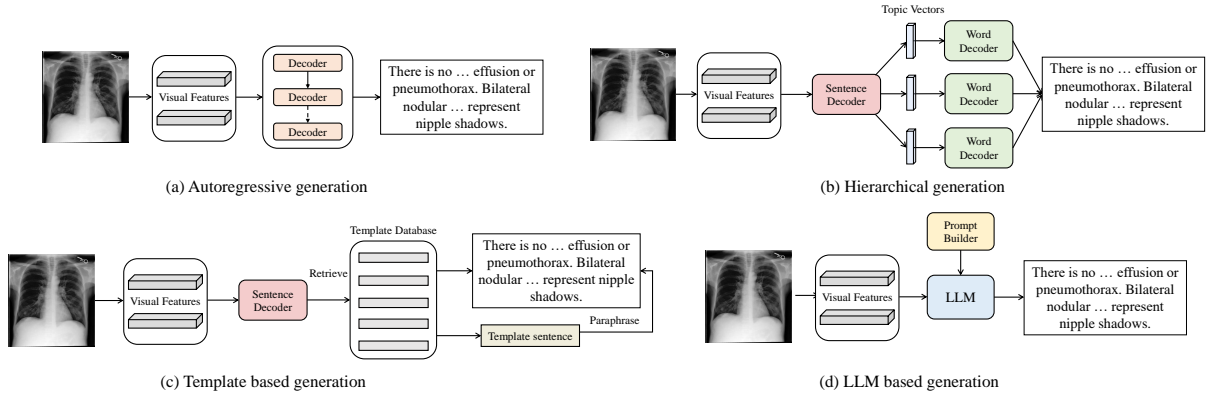 Visual Features
Decoder
Decoder
Decoder
There is no … effusion or
pneumothorax. Bilateral
nodular … represent
nipple shadows.
(a) Autoregressive generation
Visual Features
Sentence
Decoder
Topic Vectors
Word
Decoder
Word
Decoder
Word
Decoder
There is no … effusion or
pneumothorax. Bilateral
nodular … represent
nipple shadows.
(b) Hierarchical generation
Visual Features
Sentence
Decoder
Retrieve
Template Database
There is no … effusion or
pneumothorax. Bilateral
nodular … represent nipple
shadows.
Template sentence
Paraphrase
(c) Template based generation
Visual Features
Prompt
Builder
LLM
There is no … effusion or
pneumothorax. Bilateral
nodular … represent
nipple shadows.
(d) LLM based generation